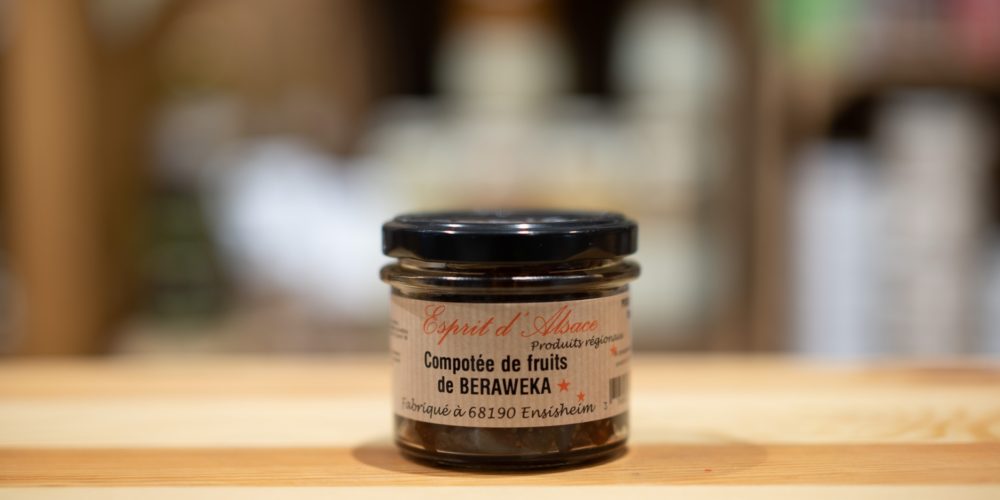 Esprit d'Alsace
Produits régionaux
Compotée de fruits
de BERAWEKA
Fabriqué à 68190 Ensisheim